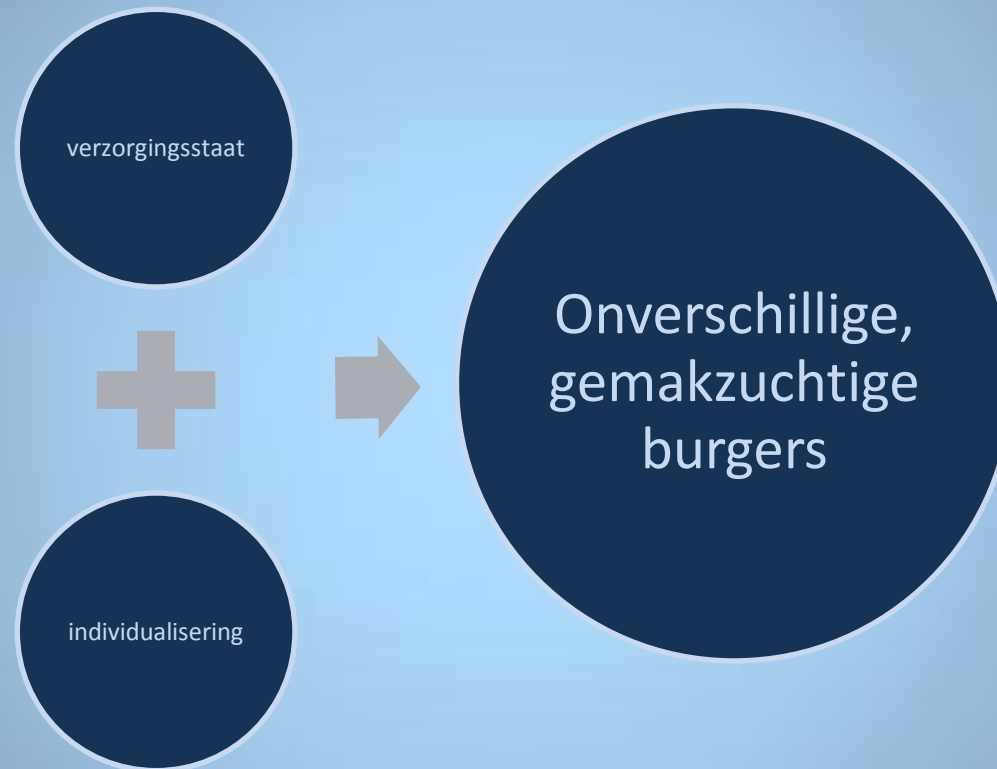 verzorgingsstaat
individualisering
Onverschillige,
gemakzuchtige
burgers